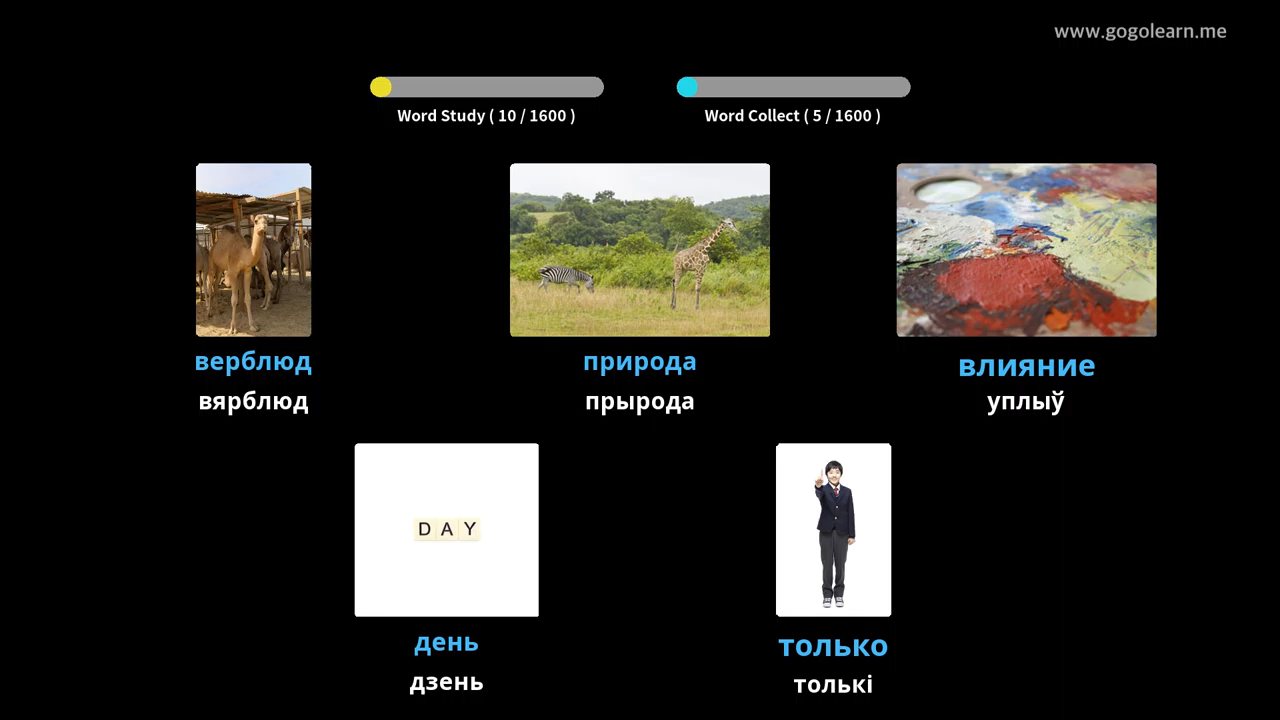 www.gogolearn.me
Word Study ( 10 / 1600 )
Word Collect ( 5 / 1600 )
верблюд
вярблюд
природа
прырода
влияние
уплыў
D A Y
день
дзень
только
толькі